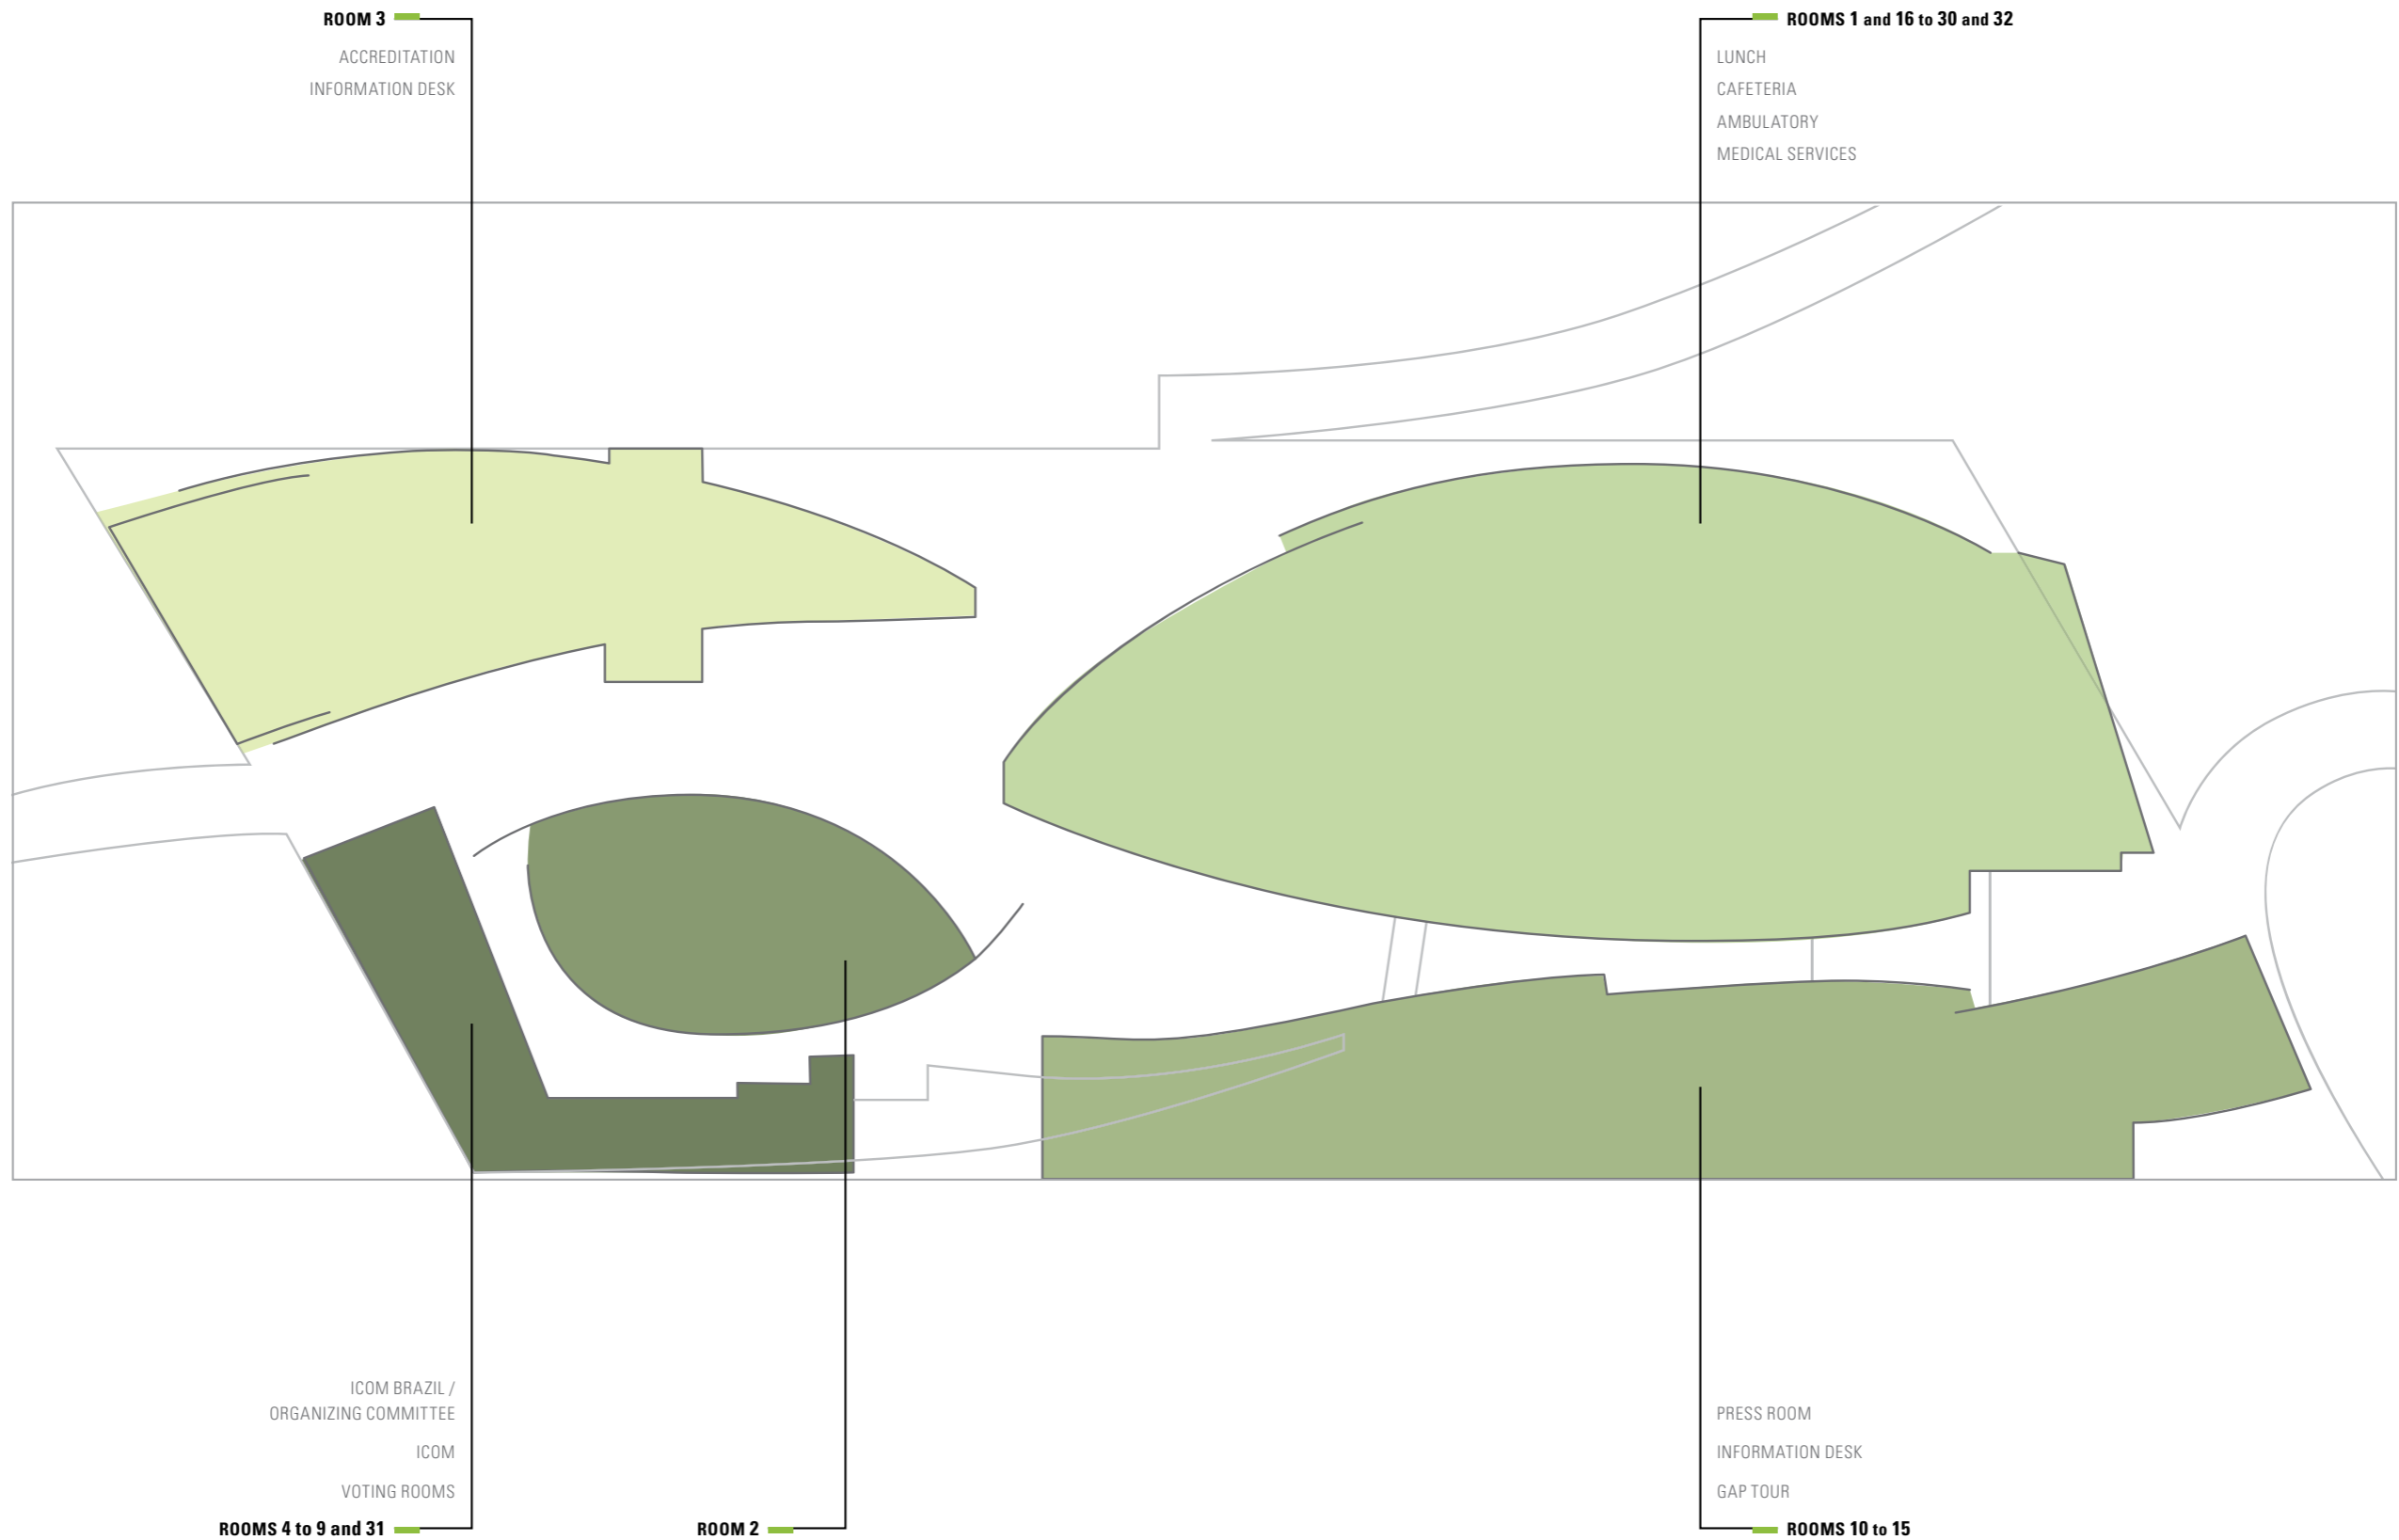 ROOM 3
ACCREDITATION
INFORMATION DESK
ROOMS 1 and 16 to 30 and 32
LUNCH
CAFETERIA
AMBULATORY
MEDICAL SERVICES
ICOM BRAZIL /
ORGANIZING COMMITTEE
ICOM
VOTING ROOMS
ROOMS 4 to 9 and 31
ROOM 2
PRESS ROOM
INFORMATION DESK
GAP TOUR
ROOMS 10 to 15